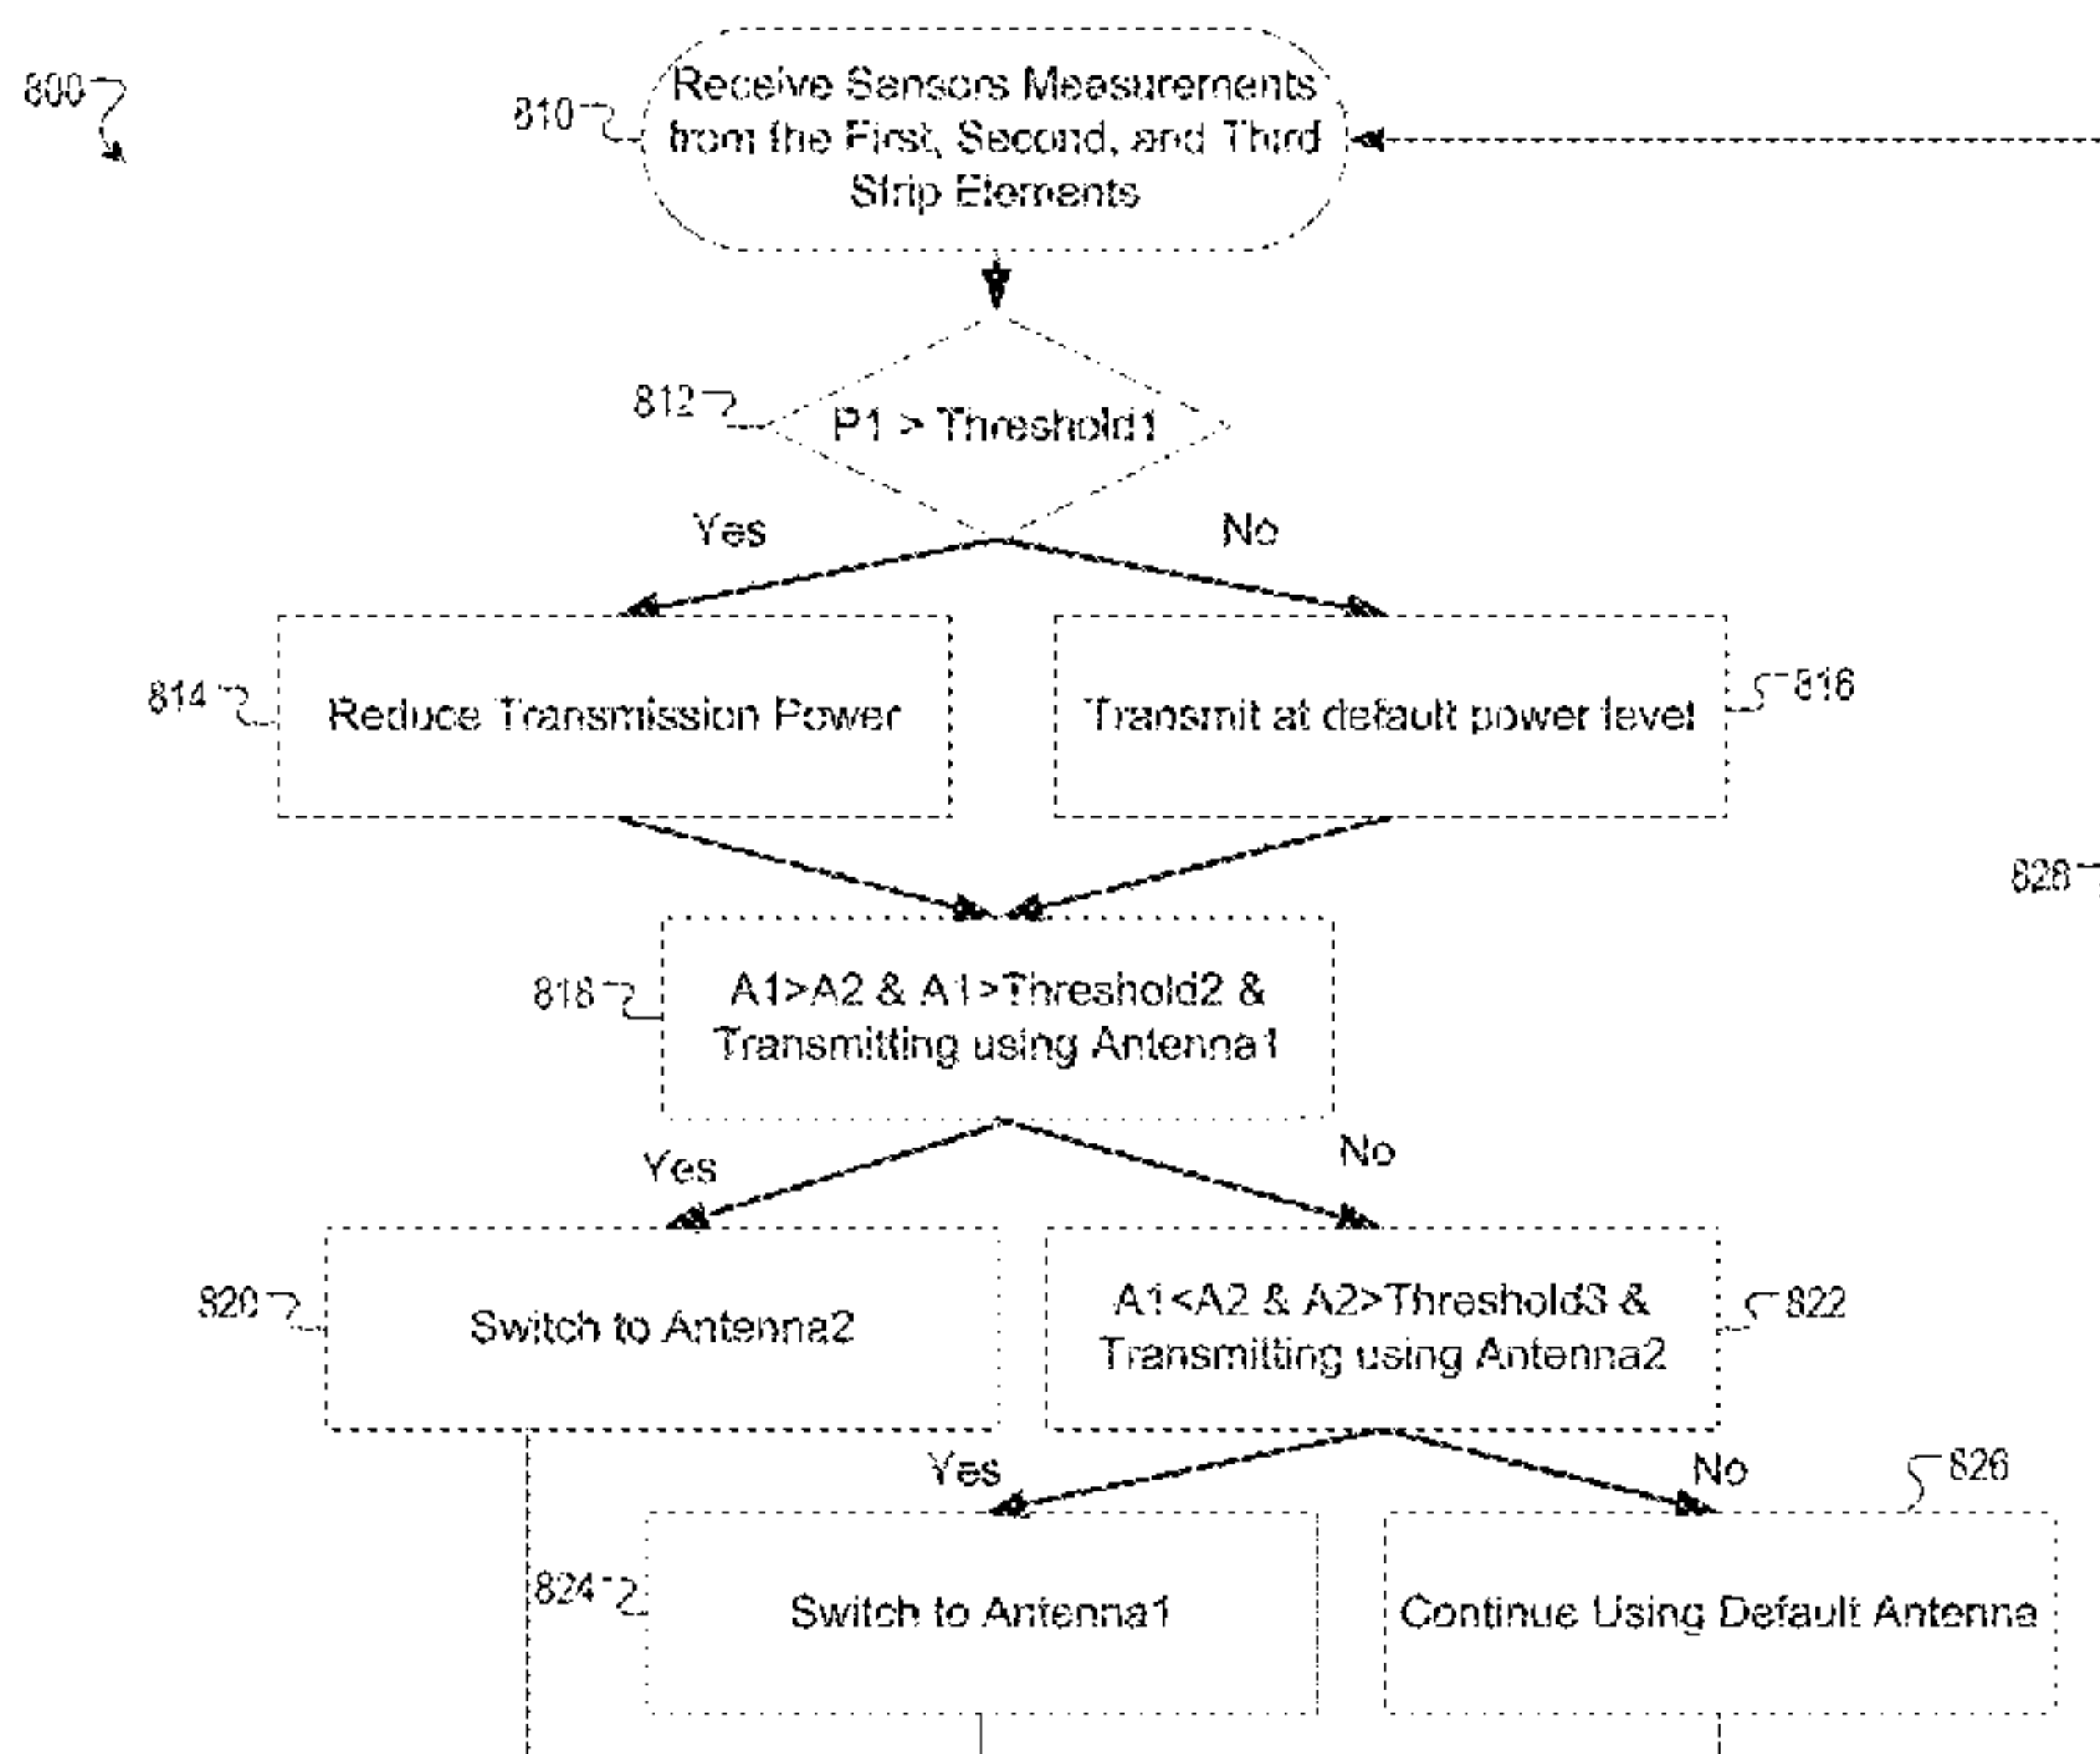 800
810
Receive Sensors Measurements
from the First, Second, and Third
Strip Elements
812
P1 > Threshold1
Yes
No
814
Reduce Transmission Power
Transmit at default power level
816
828
818
A1>A2 & A1>Threshold2 &
Transmitting using Antenna1
Yes
No
820
Switch to Antenna2
A1<A2 & A2>Threshold3 &
Transmitting using Antenna2
822
Yes
No
826
824
Switch to Antenna1
Continue Using Default Antenna